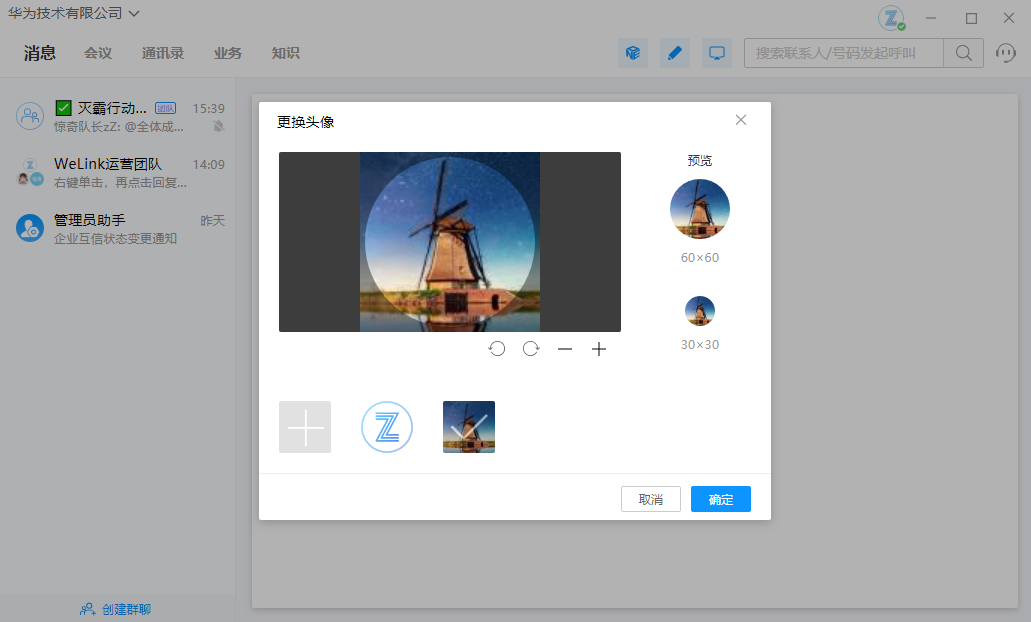 华为技术有限公司
消息 会议 通讯录 业务 知识
搜索联系人/号码发起呼叫
灭霸行动... 团队 15:39
惊奇队长zZ: @全体成...
WeLink运营团队 14:09
右键单击，再点击回复...
管理员助手 昨天
企业互信状态变更通知
创建群聊
更换头像
预览
60×60
30×30
Z
取消 确定